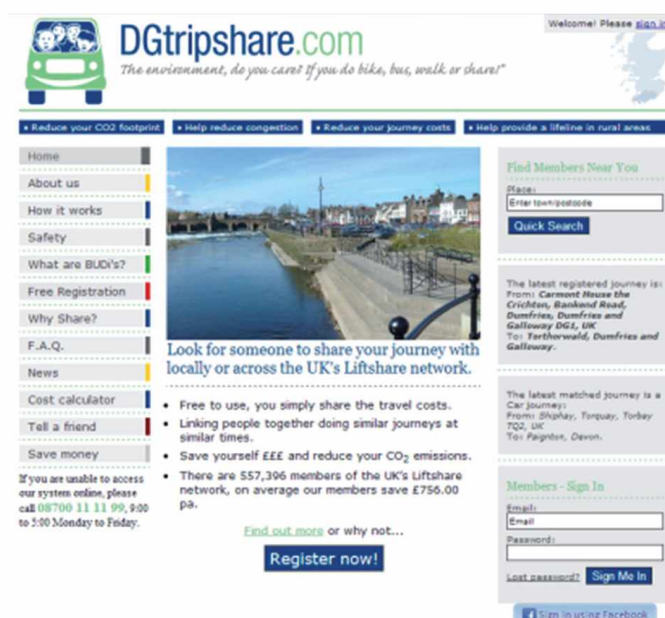 DGtripshare.com
Welcome! Please sign in
The environment, do you care? If you do bike, bus, walk or share!"
• Reduce your CO2 footprint
• Help reduce congestion
• Reduce your journey costs
• Help provide a lifeline in rural areas
Home
About us
How it works
Safety
What are BUDi's?
Free Registration
Why Share?
F.A.Q.
News
Cost calculator
Tell a friend
Save money
If you are unable to access
our system online, please
call 08700 11 11 99, 9:00
to 5:00 Monday to Friday.
Look for someone to share your journey with
locally or across the UK's Liftshare network.
• Free to use, you simply share the travel costs.
• Linking people together doing similar journeys at
similar times.
• Save yourself £££ and reduce your CO2 emissions.
• There are 557,396 members of the UK's Liftshare
network, on average our members save £756.00
pa.
Find out more or why not...
Register now!
Find Members Near You
Place:
Enter town/postcode
Quick Search
The latest registered journey is:
From: Carmont House the
Crichton, Bankend Road,
Dumfries, Dumfries and
Galloway DG1, UK
To: Torthorwald, Dumfries and
Galloway.
The latest matched journey is a
Car journey:
From: Shiphay, Torquay, Torbay
TQ2, UK
To: Paignton, Devon.
Members - Sign In
Email:
Email
Password:
Lost password? Sign Me In
Sign in using Facebook